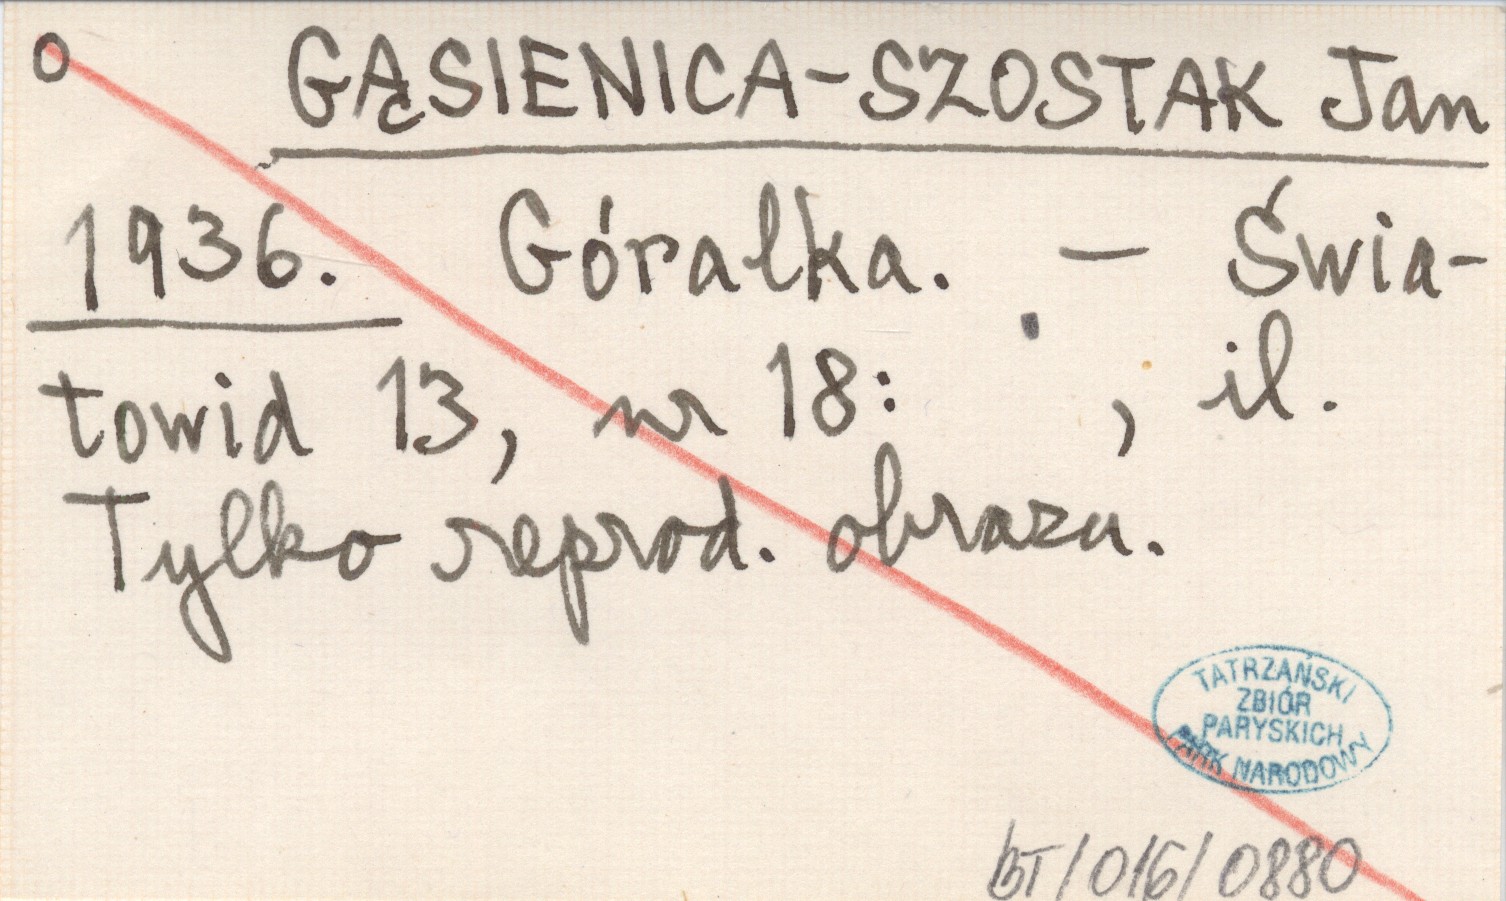 o GĄSIENICA-SZOSTAK Jan
1936. Góralka. – Świa-
towid 13, nr 18: , il.
Tylko reprod. obrazu.
TATRZAŃSKI
ZBIÓR
PARYSKICH
PARK NARODOWY
BT/016/0880